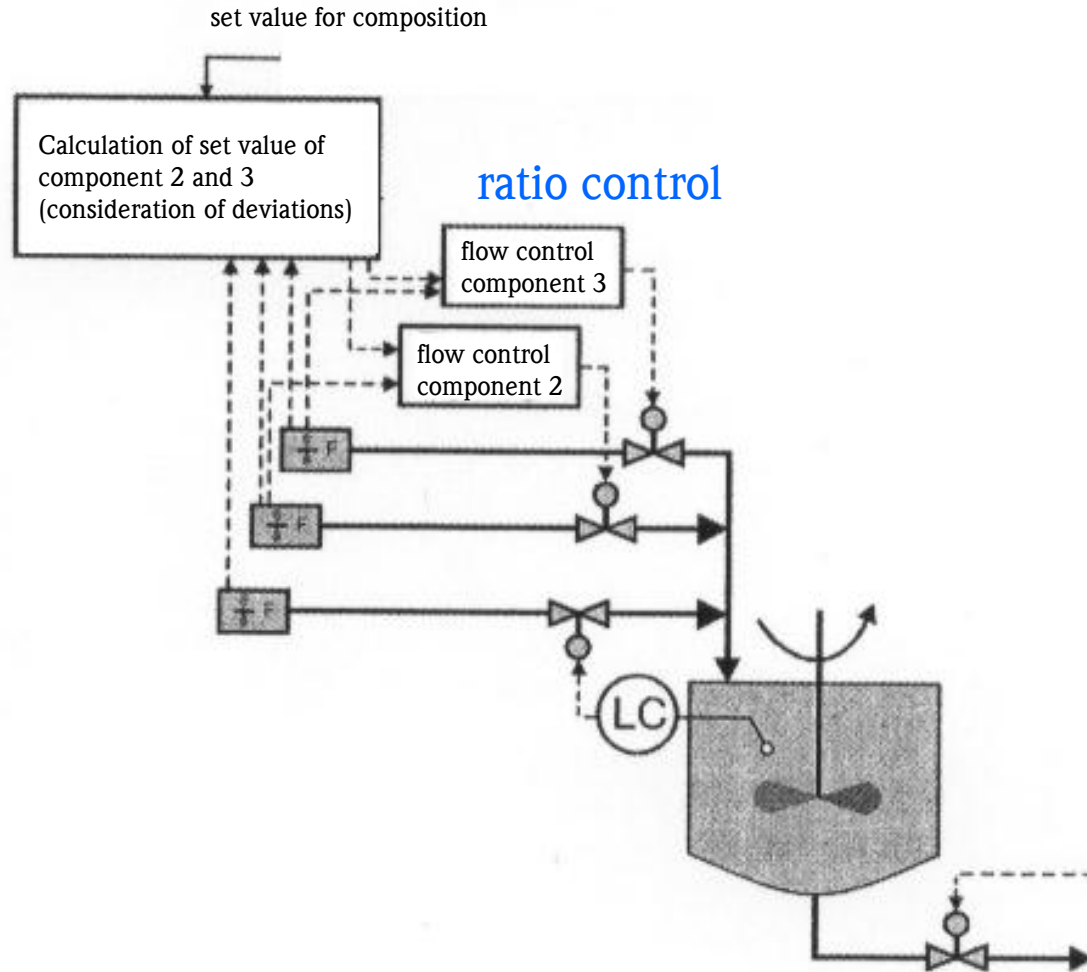 set value for composition
Calculation of set value of
component 2 and 3
(consideration of deviations)
ratio control
flow control
component 3
flow control
component 2
F
F
F
LC